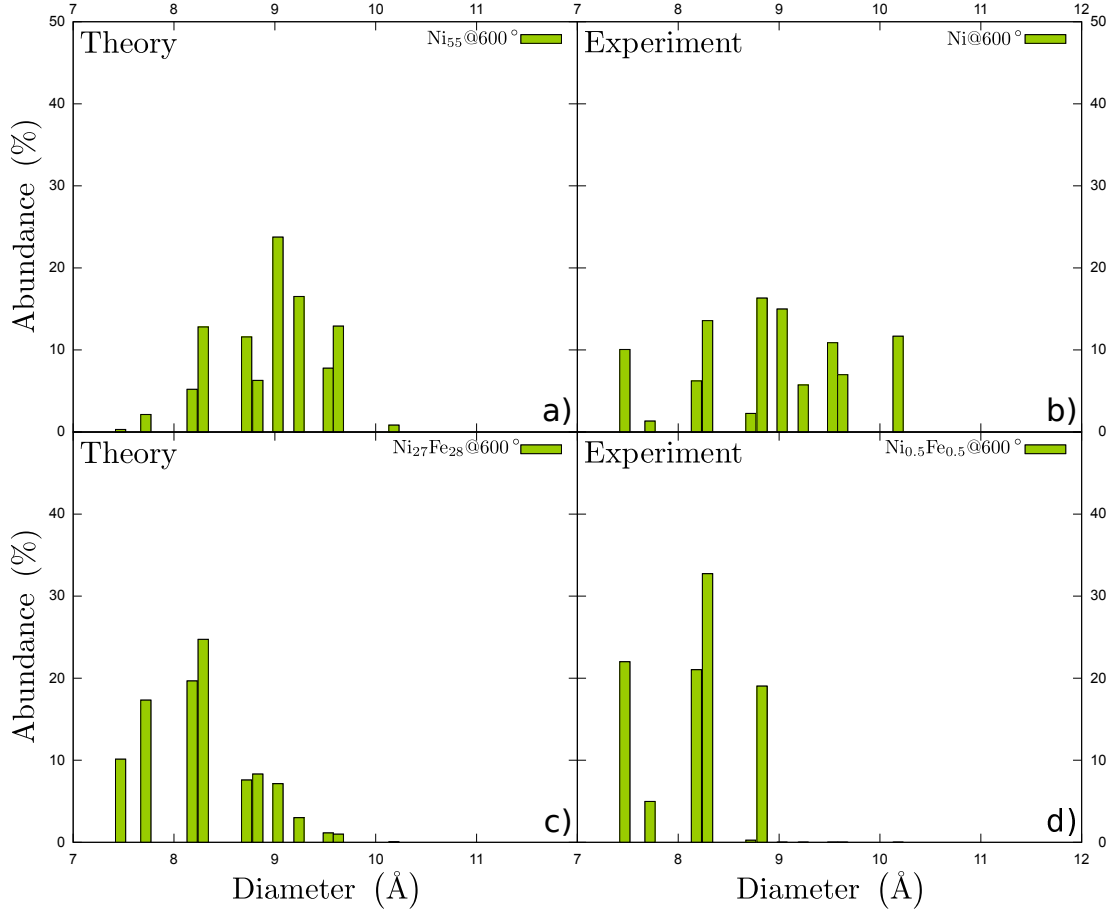 7 8 9 10 11 7 8 9 10 11 12
50 Theory Ni₅₅@600° Experiment Ni@600° 50
40 40
30 30
20 20
10 10
0 a) b) 0
Abundance (%)
Theory Ni₂₇Fe₂₈@600° Experiment Ni₀.₅Fe₀.₅@600°
40 40
30 30
20 20
10 10
0 c) d) 0
Abundance (%)
7 8 9 10 11 7 8 9 10 11 12
Diameter (Å) Diameter (Å)